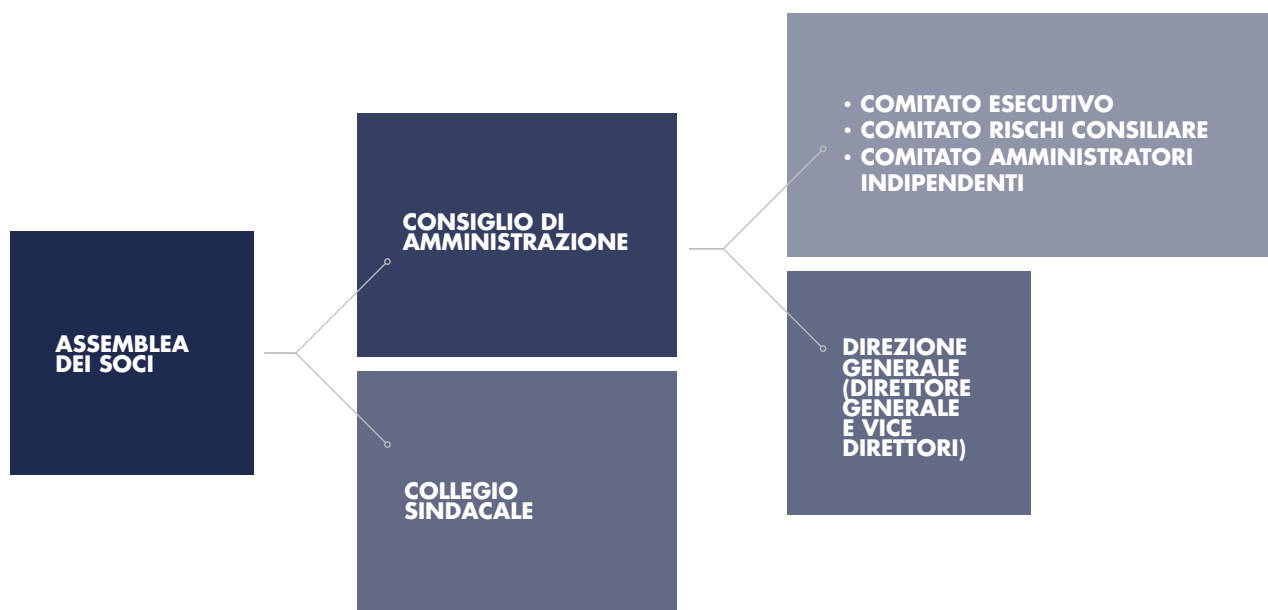 ASSEMBLEA
DEI SOCI
CONSIGLIO DI
AMMINISTRAZIONE
COLLEGIO
SINDACALE
• COMITATO ESECUTIVO
• COMITATO RISCHI CONSILIARE
• COMITATO AMMINISTRATORI
INDIPENDENTI
DIREZIONE
GENERALE
(DIRETTORE
GENERALE
E VICE
DIRETTORI)